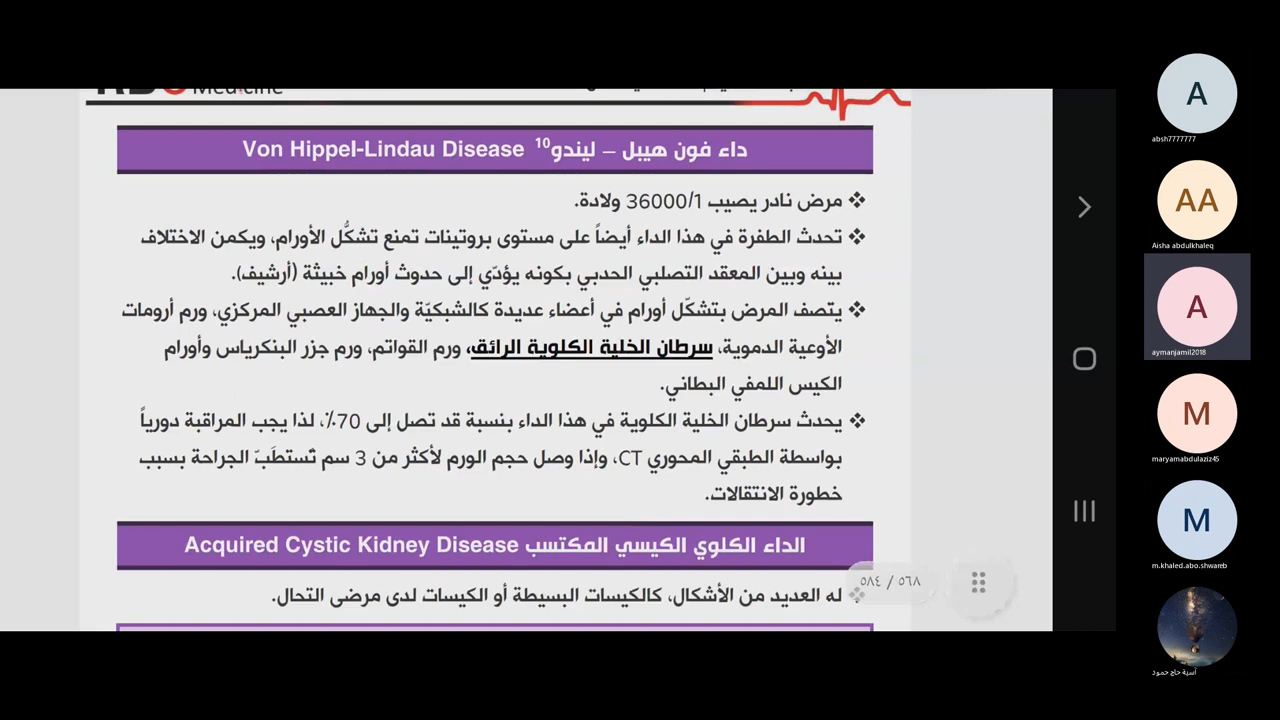 Medicine
داء فون هيبل – ليندو10 Von Hippel-Lindau Disease
❖ مرض نادر يصيب 36000/1 ولادة.
❖ تحدث الطفرة في هذا الداء أيضاً على مستوى بروتينات تمنع تشكُّل الأورام، ويكمن الاختلاف
بينه وبين المعقد التصلبي الحدبي بكونه يؤدّي إلى حدوث أورام خبيثة (أرشيف).
❖ يتصف المرض بتشكّل أورام في أعضاء عديدة كالشبكيّة والجهاز العصبي المركزي، ورم أرومات
الأوعية الدموية، سرطان الخلية الكلوية الرائق، ورم القواتم، ورم جزر البنكرياس وأورام
الكيس اللمفي البطاني.
❖ يحدث سرطان الخلية الكلوية في هذا الداء بنسبة قد تصل إلى 70٪، لذا يجب المراقبة دورياً
بواسطة الطبقي المحوري CT، وإذا وصل حجم الورم لأكثر من 3 سم تُستطَبّ الجراحة بسبب
خطورة الانتقالات.
الداء الكلوي الكيسي المكتسب Acquired Cystic Kidney Disease
❖ له العديد من الأشكال، كالكيسات البسيطة أو الكيسات لدى مرضى التحال.
٥٦٨ / ٥٨٤
A
absh7777777
AA
Aisha abdulkhaleq
A
aymanjamil2018
M
maryamabdulaziz45
M
m.khaled.abo.shwareb
آسية حاج حمود